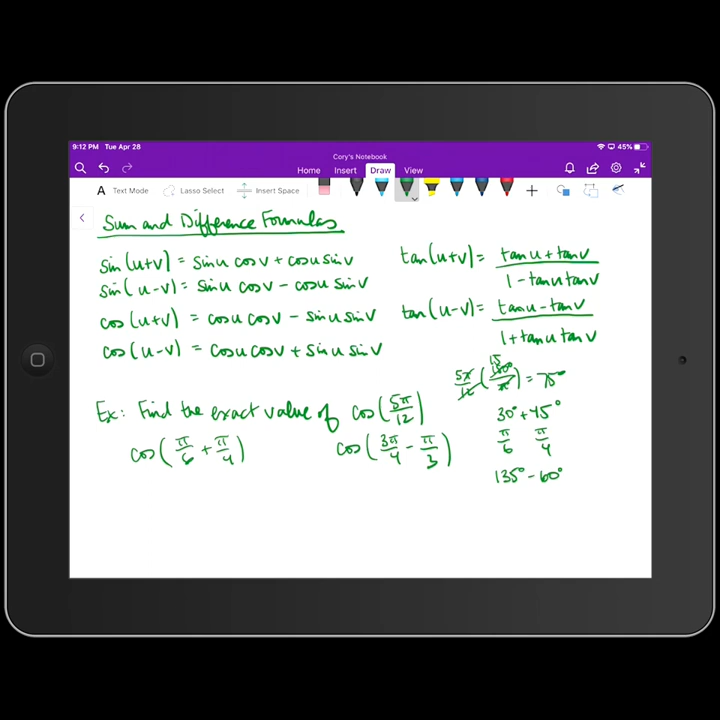 9:12 PM Tue Apr 28
45%
Cory's Notebook
Home Insert Draw View
A Text Mode Lasso Select Insert Space
Sum and Difference Formulas
sin(u+v) = sinu cosv + cosu sinv
sin(u-v) = sinu cosv - cosu sinv
cos(u+v) = cosu cosv - sinu sinv
cos(u-v) = cosu cosv + sinu sinv
tan(u+v) = (tanu + tanv)/(1 - tanu tanv)
tan(u-v) = (tanu - tanv)/(1 + tanu tanv)
5π/12 (180°/π) = 75°
15
Ex: Find the exact value of cos(5π/12)
cos(π/6 + π/4) cos(3π/4 - π/3)
30° + 45°
π/6 π/4
135° - 60°